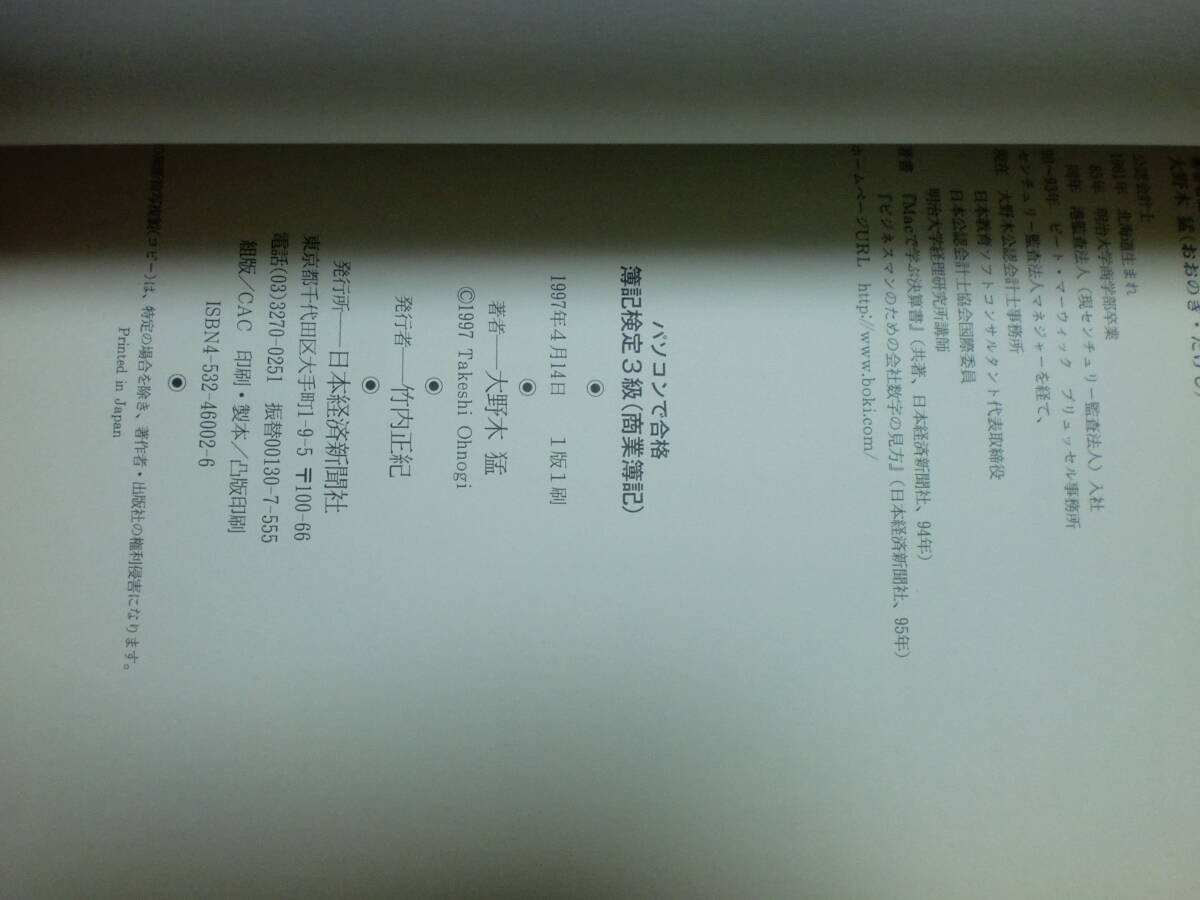 大野木 猛(おおのき・たけし)
公認会計士
1961年 北海道生まれ
85年 明治大学商学部卒業
同年 港監査法人(現センチュリー監査法人)入社
90～93年 ピート・マーウィック ブリュッセル事務所
センチュリー監査法人マネジャーを経て、
現在 大野木公認会計士事務所
日本教育ソフトコンサルタント代表取締役
日本公認会計士協会国際委員
明治大学経理研究所講師
著書 『Macで学ぶ決算書』(共著、日本経済新聞社、94年)
『ビジネスマンのための会社数字の見方』(日本経済新聞社、95年)
ホームページURL http://www.boki.com/
パソコンで合格
簿記検定3級(商業簿記)
1997年4月14日 1版1刷
著者——大野木 猛
©1997 Takeshi Ohnogi
発行者——竹内正紀
発行所——日本経済新聞社
東京都千代田区大手町1-9-5 〒100-66
電話(03)3270-0251 振替00130-7-555
組版/CAC 印刷・製本/凸版印刷
ISBN4-532-46002-6
複写(コピー)は、特定の場合を除き、著作者・出版社の権利侵害になります。
Printed in Japan